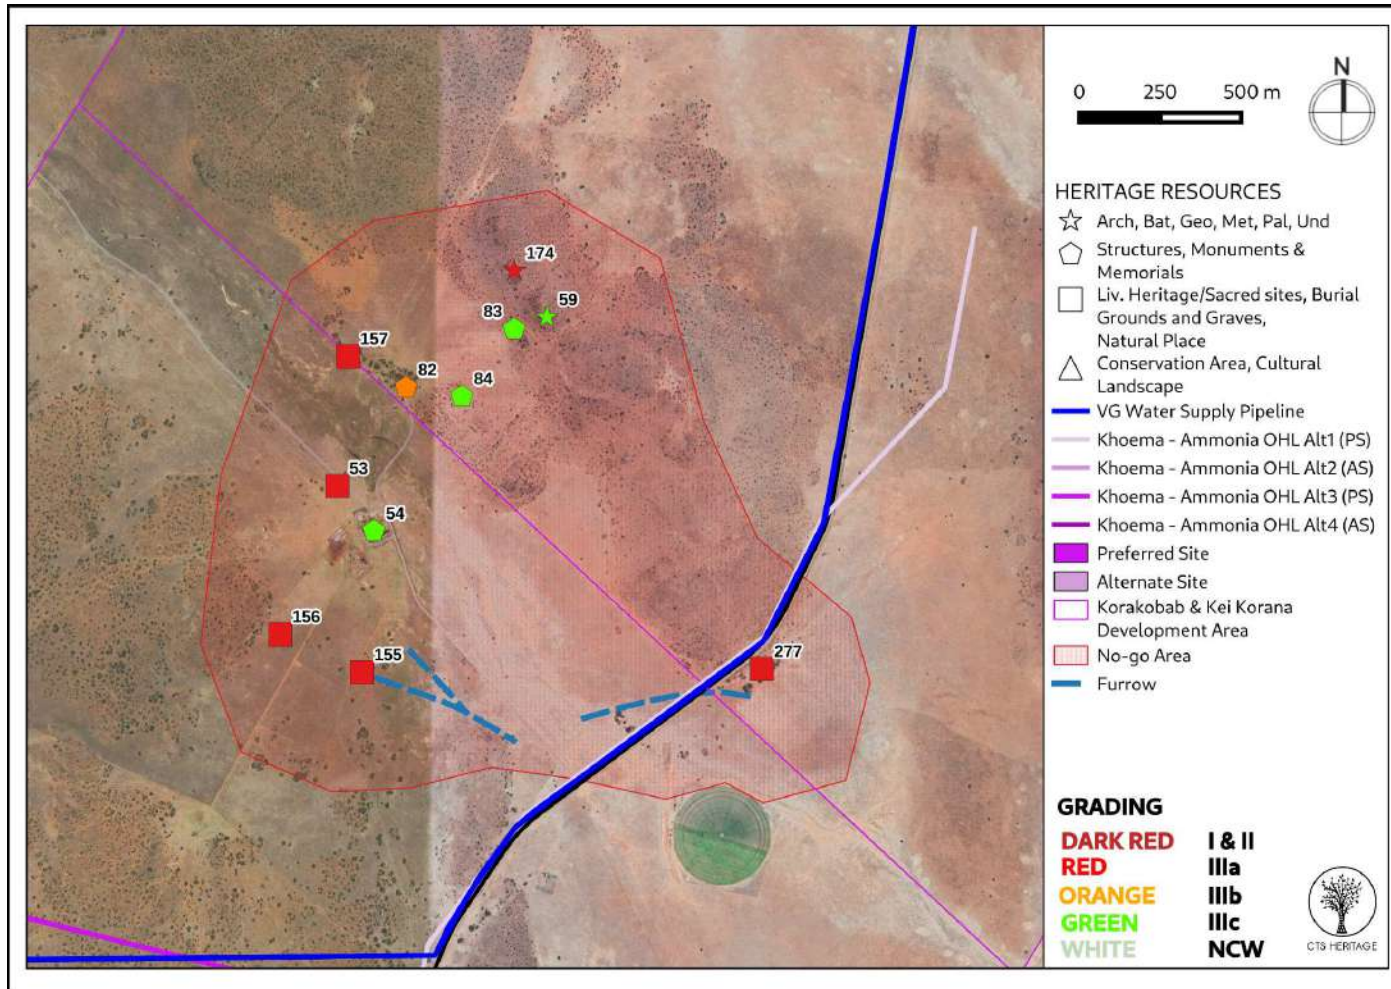 174
59
83
157
82
84
53
54
156
155
277
0 250 500 m
N
HERITAGE RESOURCES
Arch, Bat, Geo, Met, Pal, Und
Structures, Monuments &
Memorials
Liv. Heritage/Sacred sites, Burial
Grounds and Graves,
Natural Place
Conservation Area, Cultural
Landscape
VG Water Supply Pipeline
Khoema - Ammonia OHL Alt1 (PS)
Khoema - Ammonia OHL Alt2 (AS)
Khoema - Ammonia OHL Alt3 (PS)
Khoema - Ammonia OHL Alt4 (AS)
Preferred Site
Alternate Site
Korakobab & Kei Korana
Development Area
No-go Area
Furrow
GRADING
DARK RED I & II
RED IIIa
ORANGE IIIb
GREEN IIIc
WHITE NCW
CTS HERITAGE